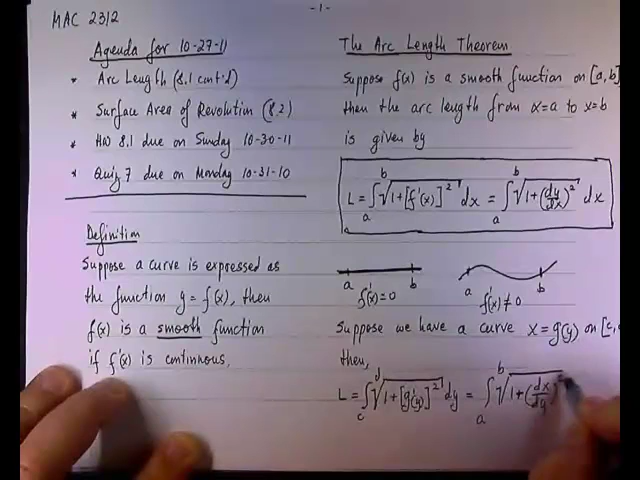 MAC 2312
- 1 -
Agenda for 10-27-11
* Arc Length (8.1 cont'd)
* Surface Area of Revolution (8.2)
* HW 8.1 due on Sunday 10-30-11
* Quiz 7 due on Monday 10-31-10
Definition
Suppose a curve is expressed as
the function y = f(x), then
f(x) is a smooth function
if f'(x) is continuous.
The Arc Length Theorem
Suppose f(x) is a smooth function on [a, b]
then the arc length from x=a to x=b
is given by
L = ∫_a^b √(1+[f'(x)]²) dx = ∫_a^b √(1+(dy/dx)²) dx
a b a b
f'(x)=0 f'(x)≠0
Suppose we have a curve x = g(y) on [c,
then,
L = ∫_c^d √(1+[g'(y)]²) dy = ∫_a^b √(1+(dx/dy)